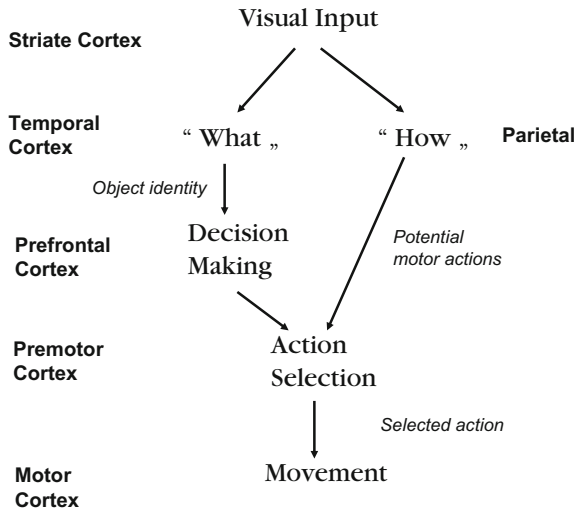 Visual Input
Striate Cortex
Temporal
Cortex
“ What „
“ How „
Parietal
Object identity
Prefrontal
Cortex
Decision
Making
Potential
motor actions
Premotor
Cortex
Action
Selection
Selected action
Motor
Cortex
Movement